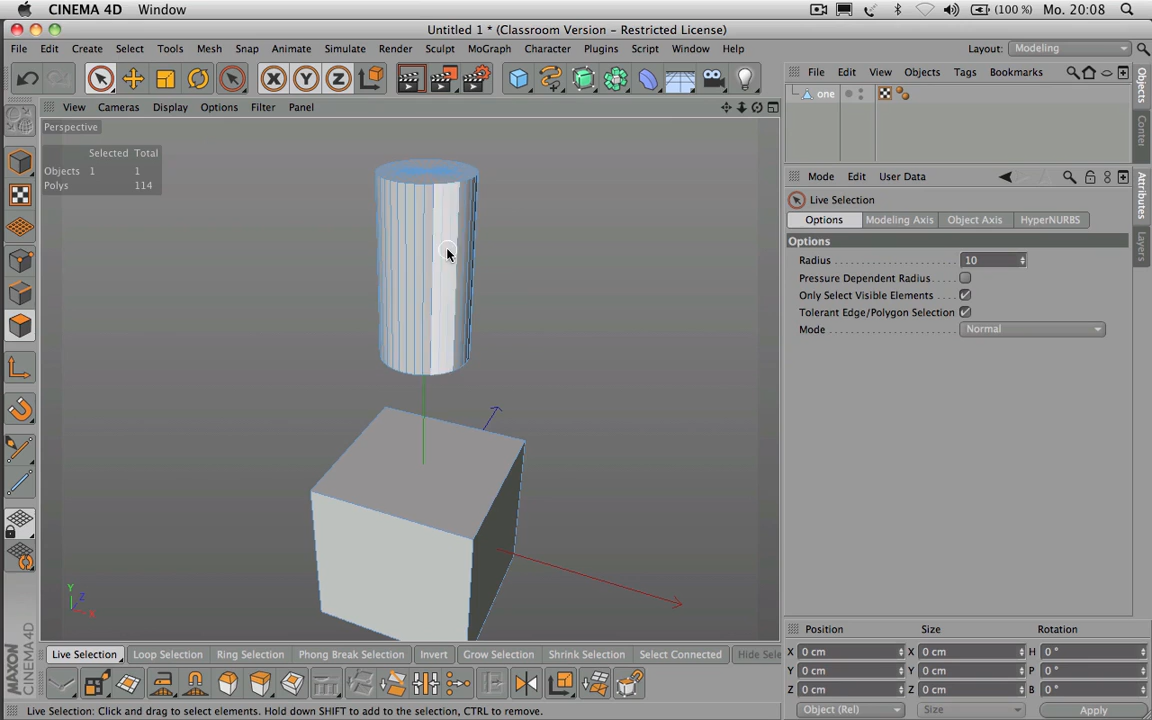 CINEMA 4D Window (100 %) Mo. 20:08
Untitled 1 * (Classroom Version - Restricted License)
File Edit Create Select Tools Mesh Snap Animate Simulate Render Sculpt MoGraph Character Plugins Script Window Help Layout: Modeling
X Y Z
File Edit View Objects Tags Bookmarks
one
Objects
View Cameras Display Options Filter Panel
Perspective
Selected Total
Objects 1 1
Polys 114
Mode Edit User Data
Attributes
Layers
Live Selection
Options Modeling Axis Object Axis HyperNURBS
Options
Radius 10
Pressure Dependent Radius
Only Select Visible Elements
Tolerant Edge/Polygon Selection
Mode Normal
Y
Z
X
Position Size Rotation
X 0 cm X 0 cm H 0 °
Y 0 cm Y 0 cm P 0 °
Z 0 cm Z 0 cm B 0 °
Object (Rel) Size Apply
Live Selection Loop Selection Ring Selection Phong Break Selection Invert Grow Selection Shrink Selection Select Connected Hide Sele
MAXON CINEMA 4D
Live Selection: Click and drag to select elements. Hold down SHIFT to add to the selection, CTRL to remove.